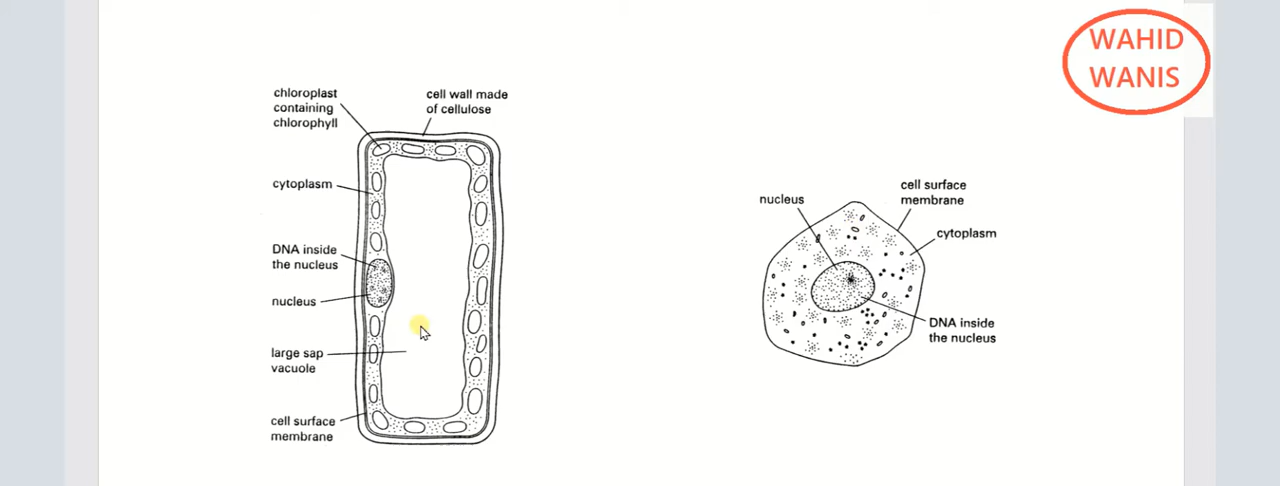 WAHID
WANIS
chloroplast
containing
chlorophyll
cell wall made
of cellulose
cytoplasm
DNA inside
the nucleus
nucleus
large sap
vacuole
cell surface
membrane
nucleus
cell surface
membrane
cytoplasm
DNA inside
the nucleus